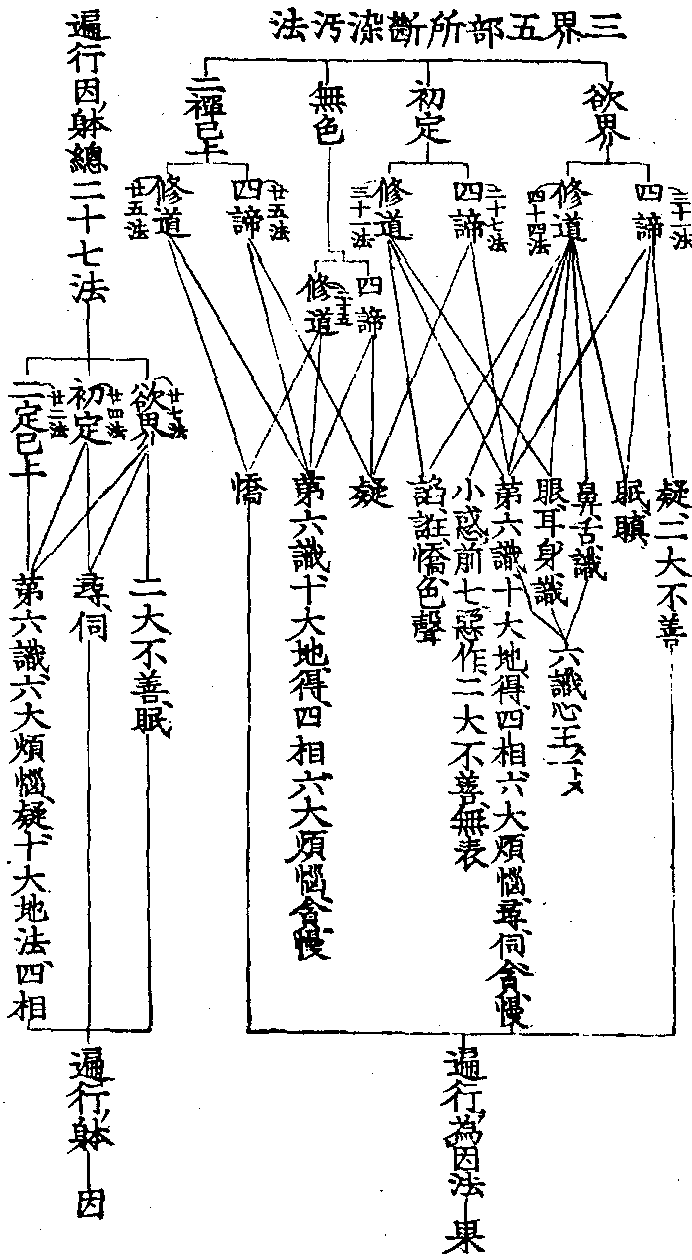 三界五部所断染汚法
欲界
初定
無色
二禪已上
四諦
三十一法
修道
四十四法
四諦
二十七法
修道
三十一法
四諦
修道
二十五
四諦
廿五法
修道
廿五法
疑、二大不善
眠、瞋
鼻、舌、識
眼、耳、身、識
六識心王一トス
第六識、十大地、得、四相、六大煩惱、尋、伺、貪、慢
小惑前七、惡作、二大不善、無表
諂、誑、憍、色聲
疑
第六識、十大地、得、四相、六大煩惱、貪、慢
憍
遍行為因法
果
遍行因躰總二十七法
欲界
廿七法
初定
廿四法
二定已上
廿二法
二大不善、眠
尋、伺
第六識、六大煩惱、疑、十大地法、四相
遍行躰
因